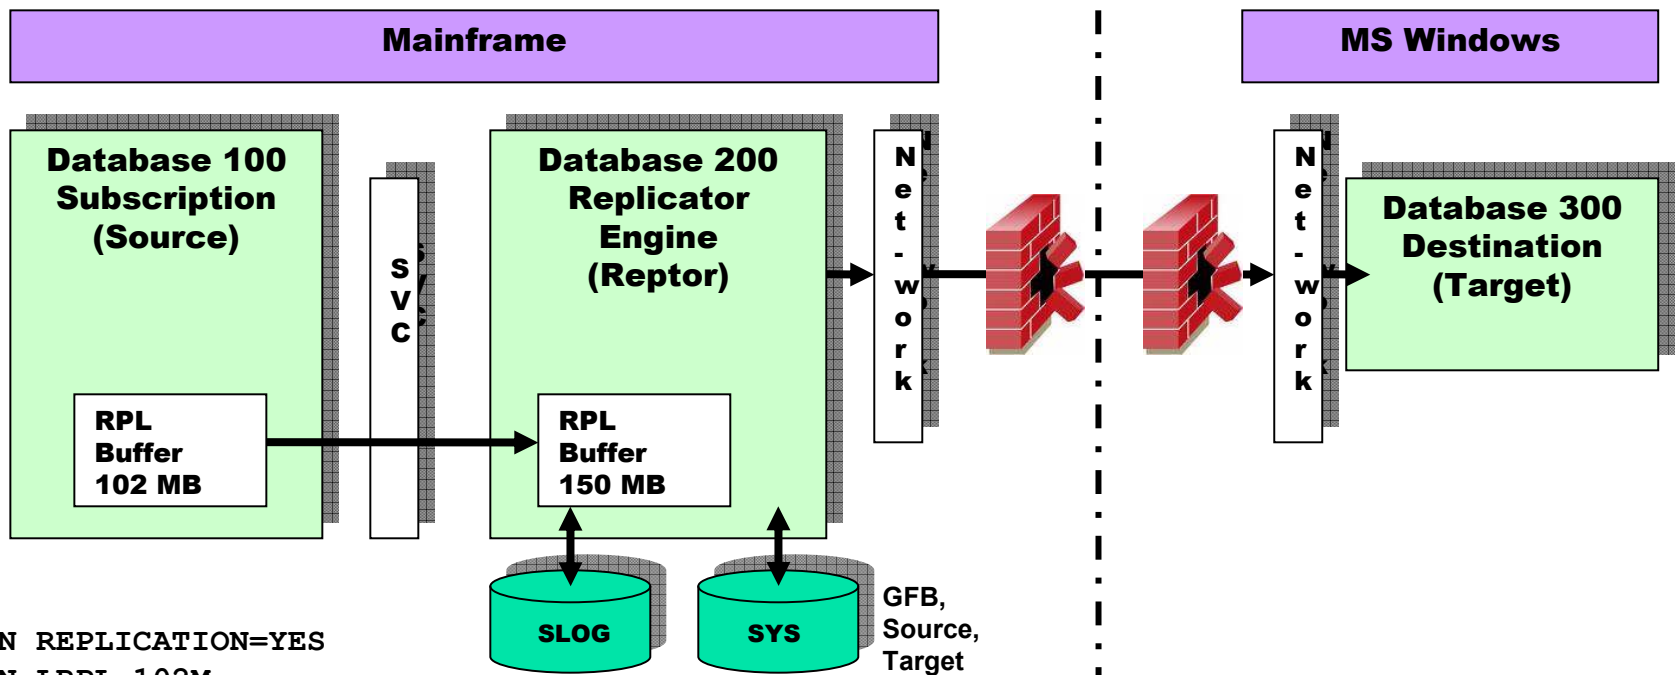 Mainframe
MS Windows
Database 100
Subscription
(Source)
S
V
C
Database 200
Replicator
Engine
(Reptor)
N
e
t
-
w
o
r
k
N
e
t
-
w
o
r
k
Database 300
Destination
(Target)
RPL
Buffer
102 MB
RPL
Buffer
150 MB
SLOG
SYS
GFB,
Source,
Target
N REPLICATION=YES